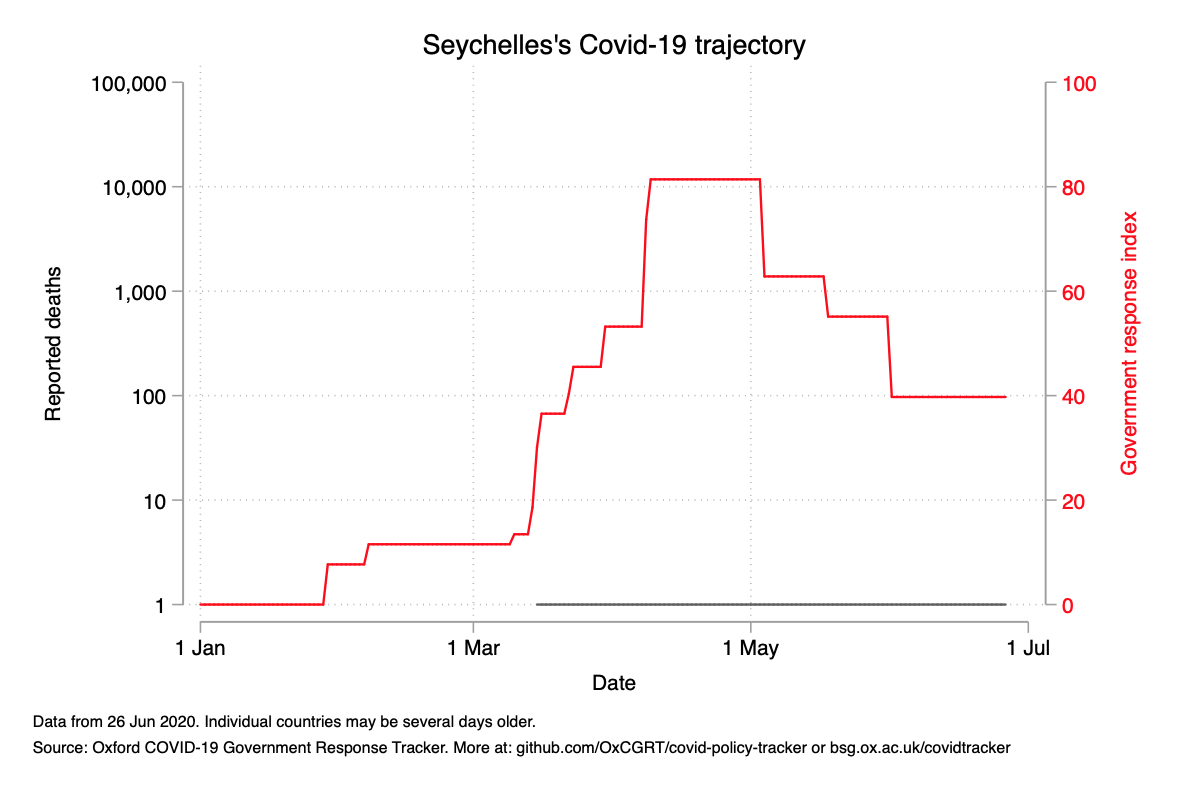 Seychelles's Covid-19 trajectory
100,000
10,000
1,000
100
10
1
Reported deaths
100
80
60
40
20
0
Government response index
1 Jan
1 Mar
1 May
1 Jul
Date
Data from 26 Jun 2020. Individual countries may be several days older.
Source: Oxford COVID-19 Government Response Tracker. More at: github.com/OxCGRT/covid-policy-tracker or bsg.ox.ac.uk/covidtracker